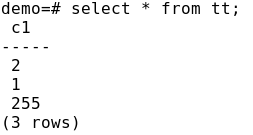 demo=# select * from tt;
c1
-----
2
1
255
(3 rows)